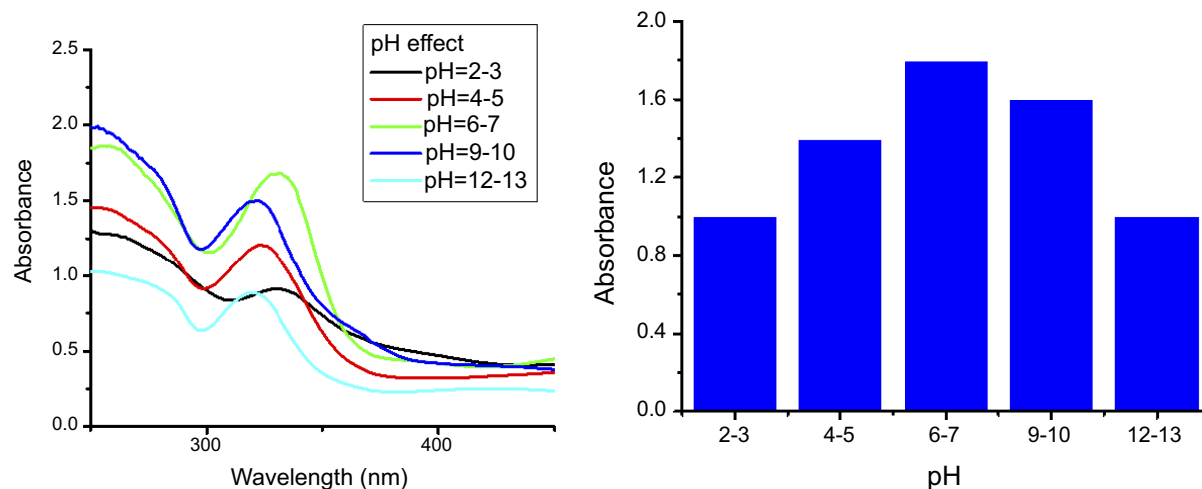 pH effect
pH=2-3
pH=4-5
pH=6-7
pH=9-10
pH=12-13
Absorbance
2.5
2.0
1.5
1.0
0.5
0.0
300 400
Wavelength (nm)
Absorbance
2.0
1.6
1.2
0.8
0.4
0.0
2-3 4-5 6-7 9-10 12-13
pH